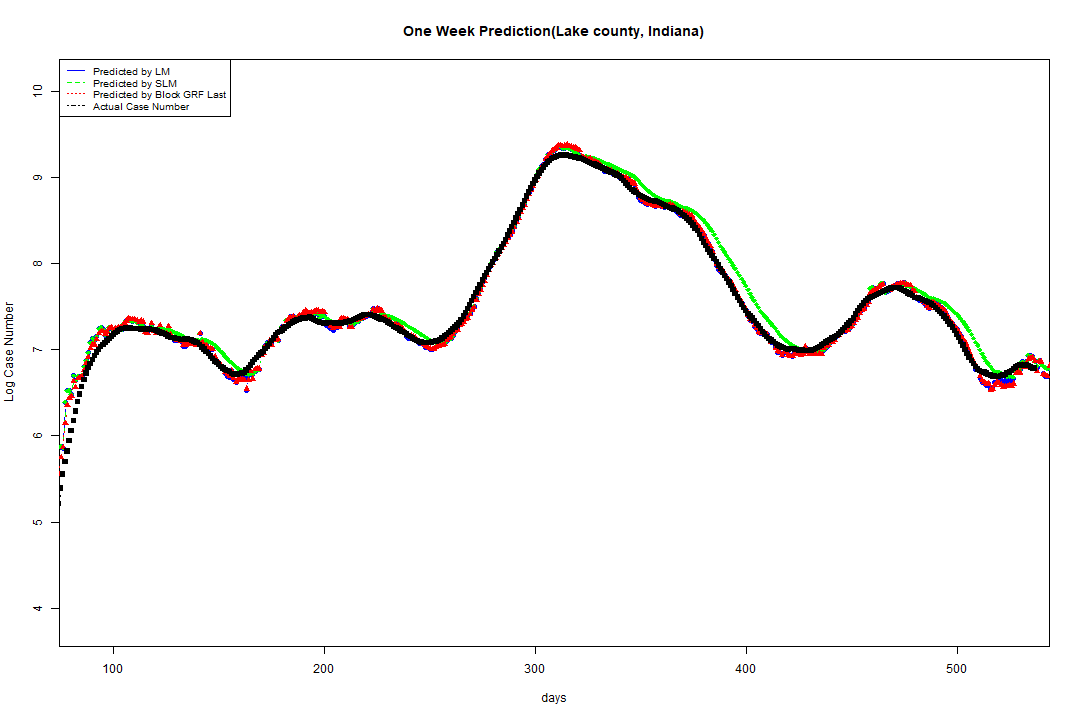 One Week Prediction(Lake county, Indiana)
Predicted by LM
Predicted by SLM
Predicted by Block GRF Last
Actual Case Number
10
9
8
7
6
5
4
Log Case Number
100 200 300 400 500
days